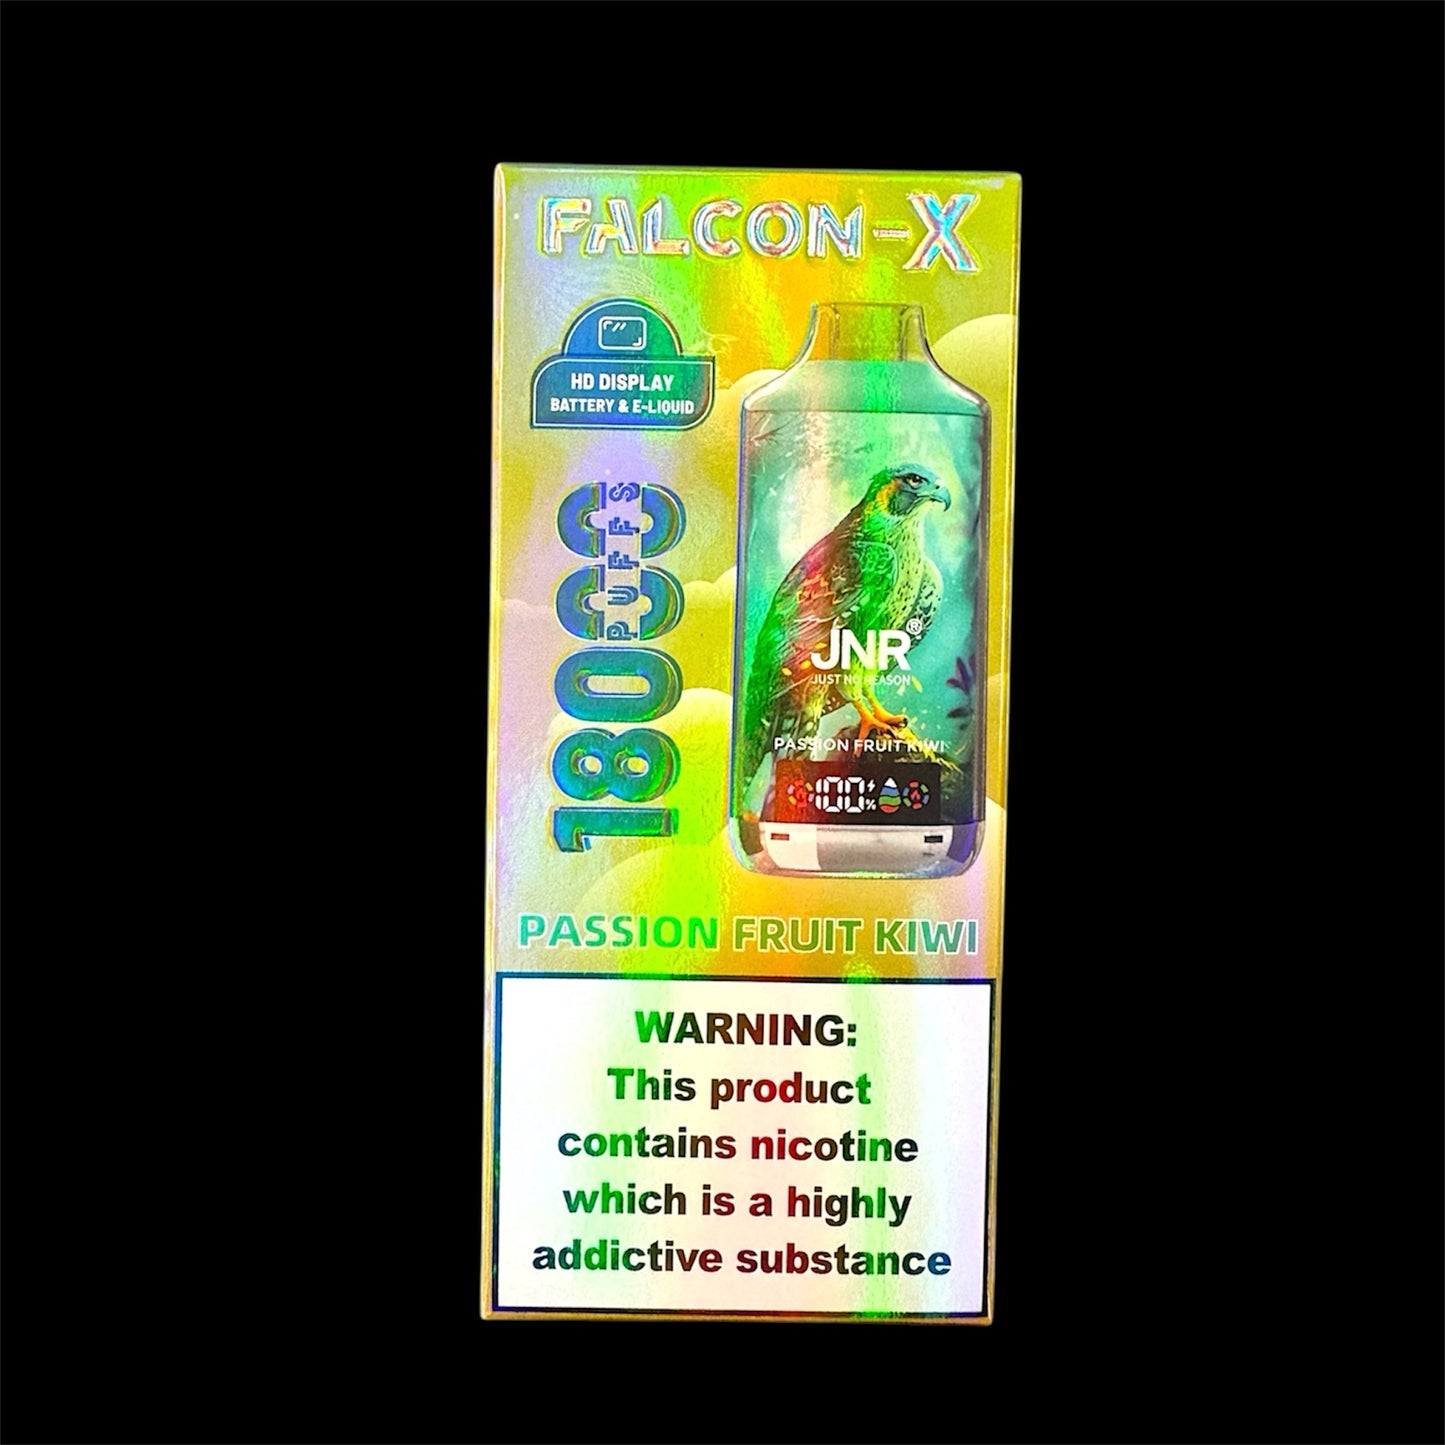 FALCON-X
HD DISPLAY
BATTERY & E-LIQUID
18000
PUFFS
JNR®
JUST NO REASON
PASSION FRUIT KIWI
100%
PASSION FRUIT KIWI
WARNING:
This product
contains nicotine
which is a highly
addictive substance